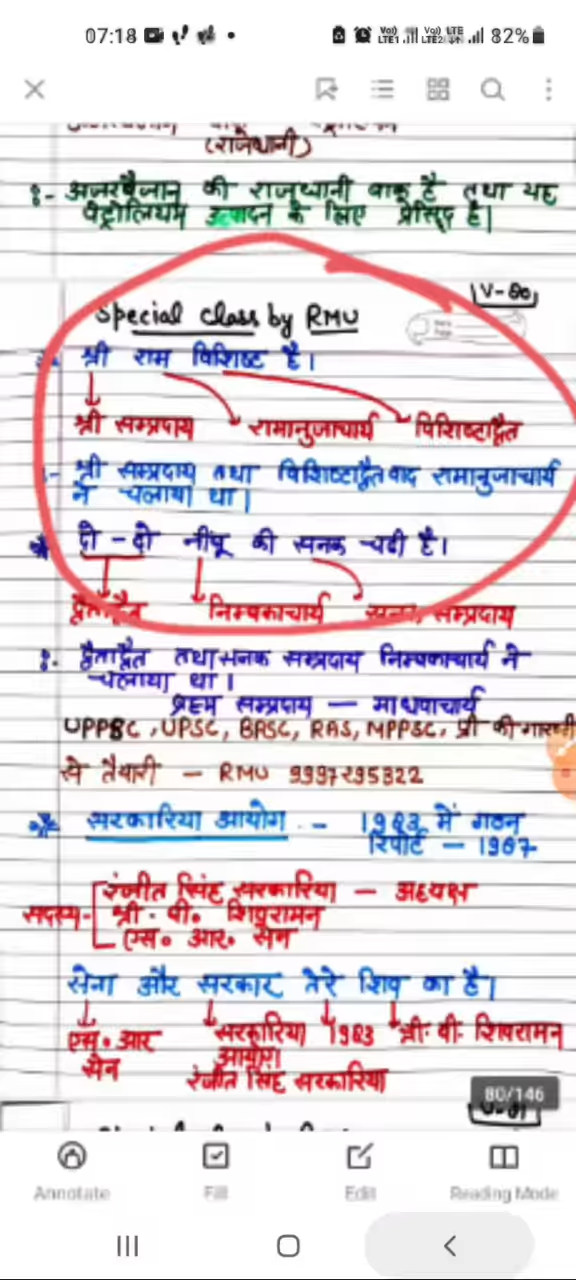 07:18
82%
(राजधानी)
:- अजरबैजान की राजधानी बाकू है तथा यह
पेट्रोलियम उत्पादन के लिए प्रसिद्ध है।
V-80
Special class by RMU
श्री राम विशिष्ट है।
श्री सम्प्रदाय रामानुजाचार्य विशिष्टाद्वैत
:- श्री सम्प्रदाय तथा विशिष्टाद्वैतवाद रामानुजाचार्य
ने चलाया था।
दो - दो नीपू की सनक चढी है।
द्वैताद्वैत निम्बकाचार्य सनक सम्प्रदाय
:- द्वैताद्वैत तथा सनक सम्प्रदाय निम्बकाचार्य ने
चलाया था।
ब्रहम सम्प्रदाय — माधवाचार्य
UPPSC, UPSC, BPSC, RAS, MPPSC, प्री की गारण्टी
से तैयारी - RMU 9997295322
सरकारिया आयोग - 1983 में गठन
रिपोर्ट - 1987
रंजीत सिंह सरकारिया - अध्यक्ष
सदस्य- श्री. वी. शिवरामन
एस. आर. सेन
सेना और सरकार तेरे शिव का है।
एस. आर सरकारिया 1983 श्री. वी. शिवरामन
सेन आयोग
रंजीत सिंह सरकारिया
80/146
V-81
Annotate Fill Edit Reading Mode